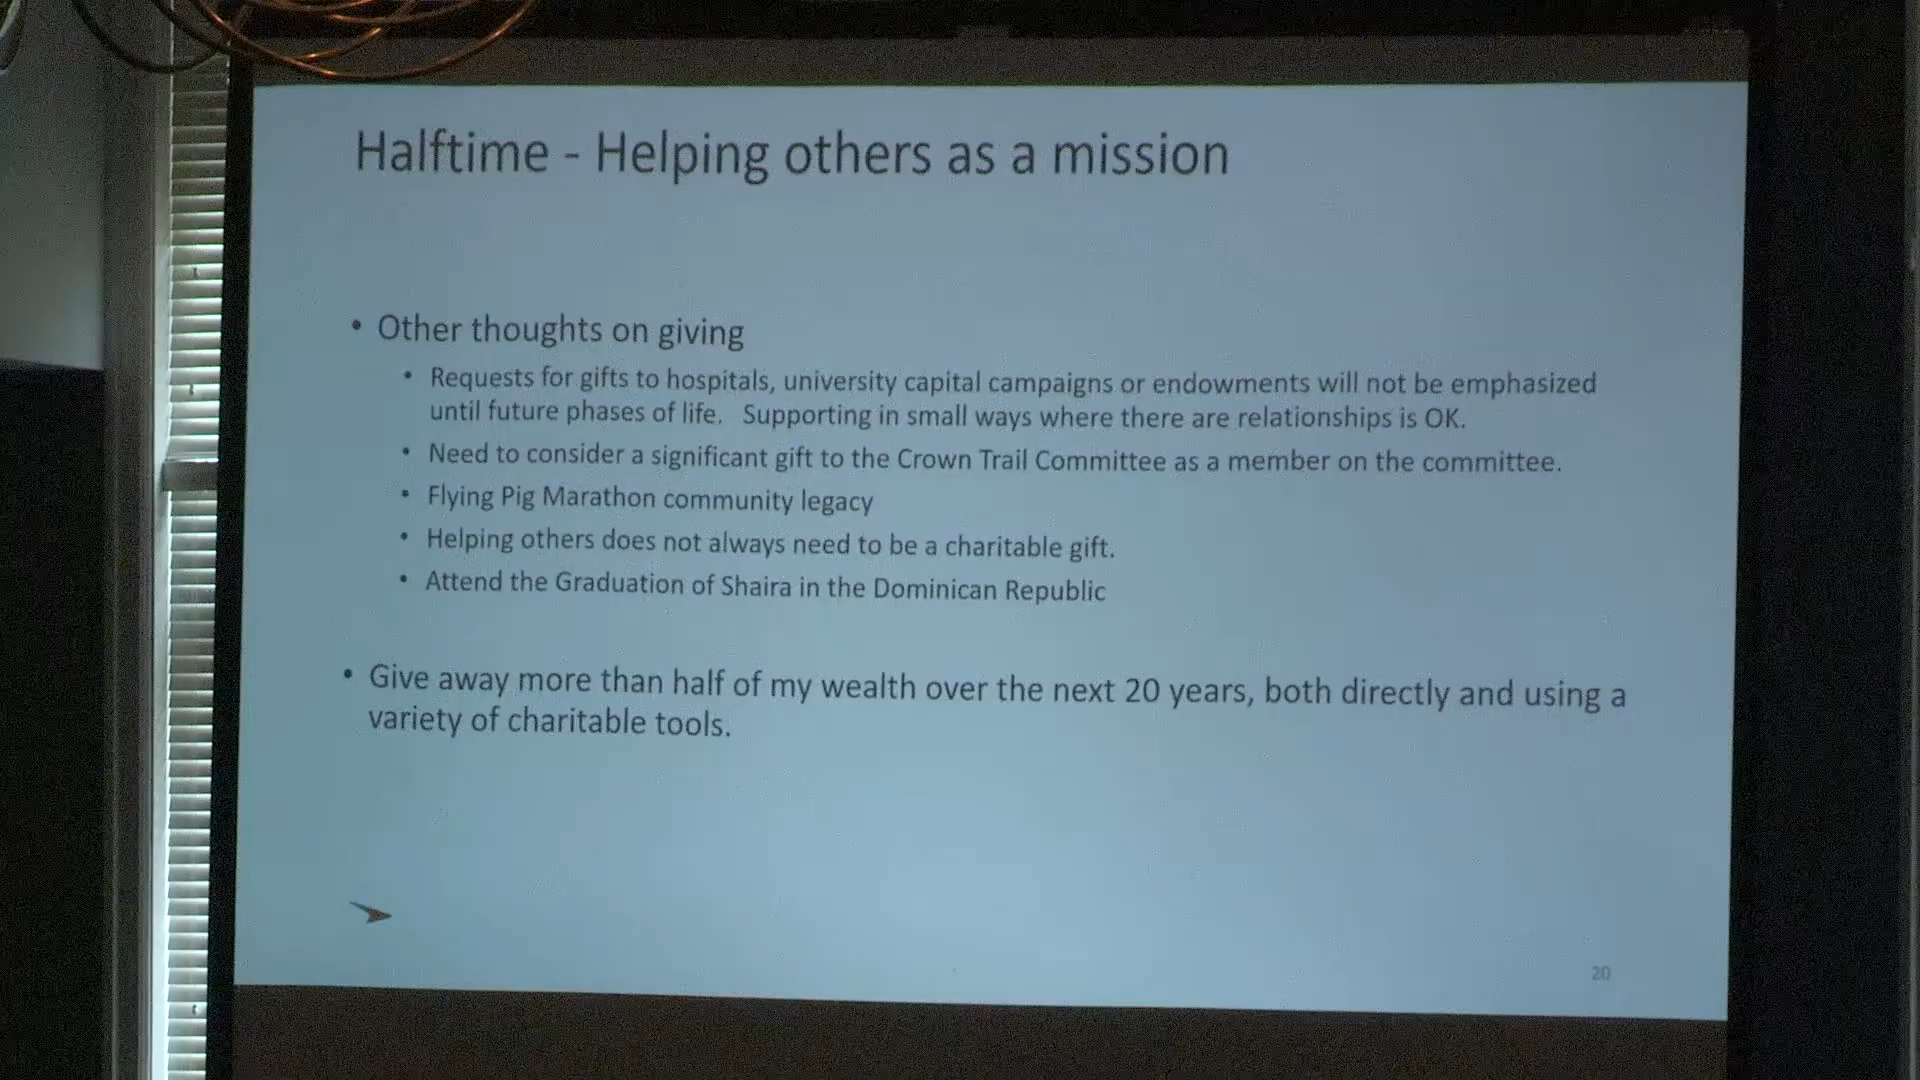 Halftime - Helping others as a mission
• Other thoughts on giving
• Requests for gifts to hospitals, university capital campaigns or endowments will not be emphasized
until future phases of life. Supporting in small ways where there are relationships is OK.
• Need to consider a significant gift to the Crown Trail Committee as a member on the committee.
• Flying Pig Marathon community legacy
• Helping others does not always need to be a charitable gift.
• Attend the Graduation of Shaira in the Dominican Republic
• Give away more than half of my wealth over the next 20 years, both directly and using a
variety of charitable tools.
20